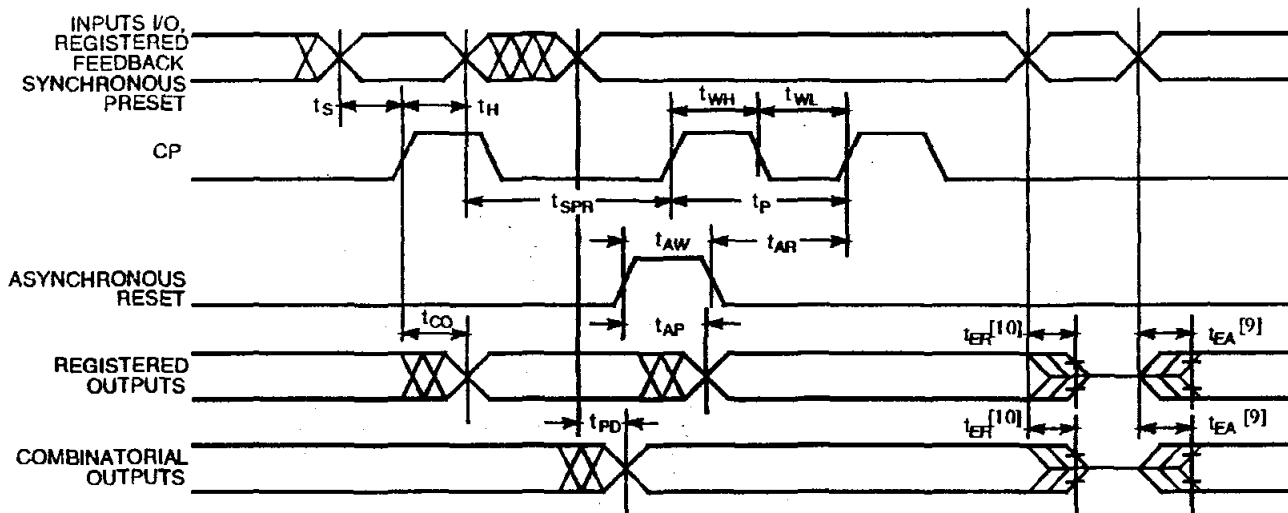 INPUTS I/O,
REGISTERED
FEEDBACK
SYNCHRONOUS
PRESET
tS
tH
tWH
tWL
CP
tSPR
tP
tAW
tAR
ASYNCHRONOUS
RESET
tCO
tAP
tER[10]
tEA[9]
REGISTERED
OUTPUTS
tPD
tER[10]
tEA[9]
COMBINATORIAL
OUTPUTS